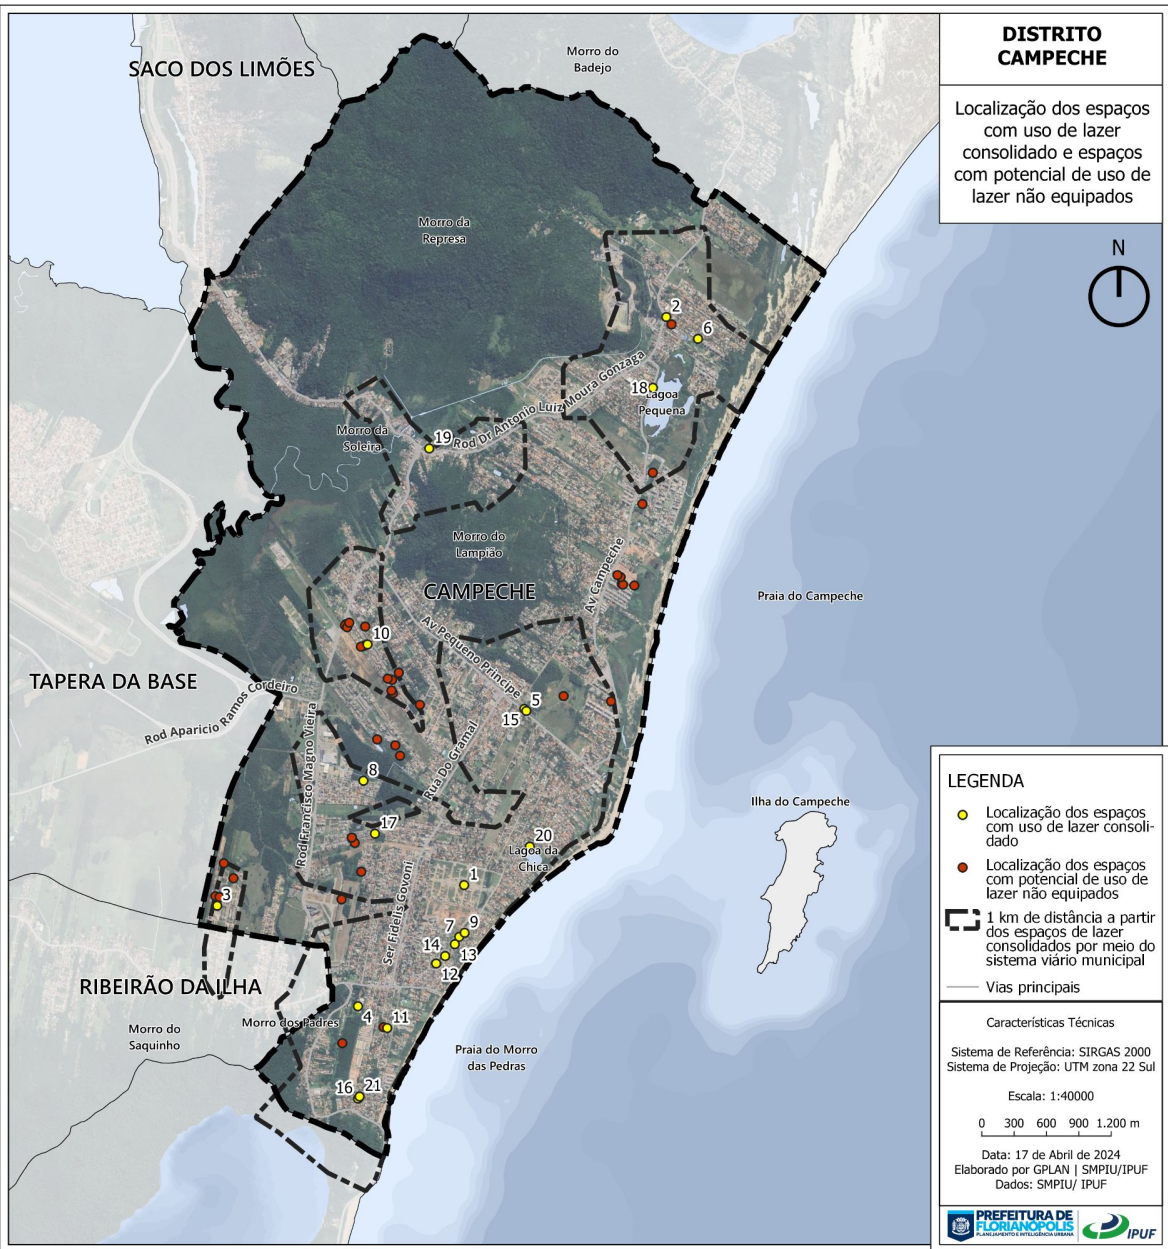 DISTRITO
CAMPECHE
Localização dos espaços
com uso de lazer
consolidado e espaços
com potencial de uso de
lazer não equipados
N
SACO DOS LIMÕES
Morro do
Badejo
Morro da
Represa
2
6
18
Lagoa
Pequena
Rod Dr Antonio Luiz Moura Gonzaga
19
Morro da
Soleira
Morro do
Lampião
CAMPECHE
Av Campeche
Praia do Campeche
10
Av Pequeno Principe
TAPERA DA BASE
Rod Aparicio Ramos Cordeiro
5
15
Rod Francisco Magno Vieira
Rua Do Gramal
8
17
20
Lagoa da
Chica
Ilha do Campeche
1
3
Ser Fidelis Govoni
7
9
14
13
12
RIBEIRÃO DA ILHA
Morro do
Saquinho
Morro dos Padres
4
11
Praia do Morro
das Pedras
16
21
LEGENDA
Localização dos espaços
com uso de lazer consoli-
dado
Localização dos espaços
com potencial de uso de
lazer não equipados
1 km de distância a partir
dos espaços de lazer
consolidados por meio do
sistema viário municipal
Vias principais
Características Técnicas
Sistema de Referência: SIRGAS 2000
Sistema de Projeção: UTM zona 22 Sul
Escala: 1:40000
0 300 600 900 1.200 m
Data: 17 de Abril de 2024
Elaborado por GPLAN | SMPIU/IPUF
Dados: SMPIU/ IPUF
PREFEITURA DE
FLORIANÓPOLIS
PLANEJAMENTO E INTELIGÊNCIA URBANA
IPUF